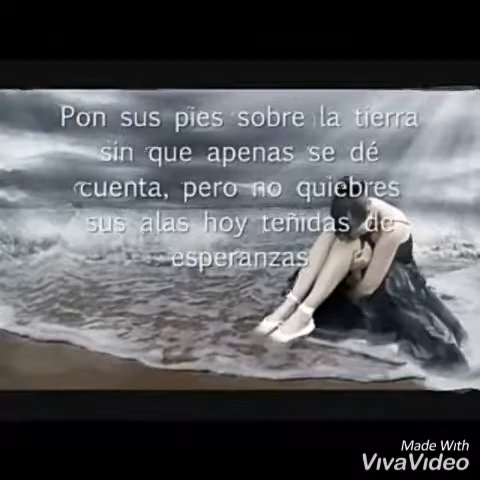 Pon sus pies sobre la tierra
sin que apenas se dé
cuenta, pero no quiebres
sus alas hoy teñidas de
esperanzas
Made With
VivaVideo